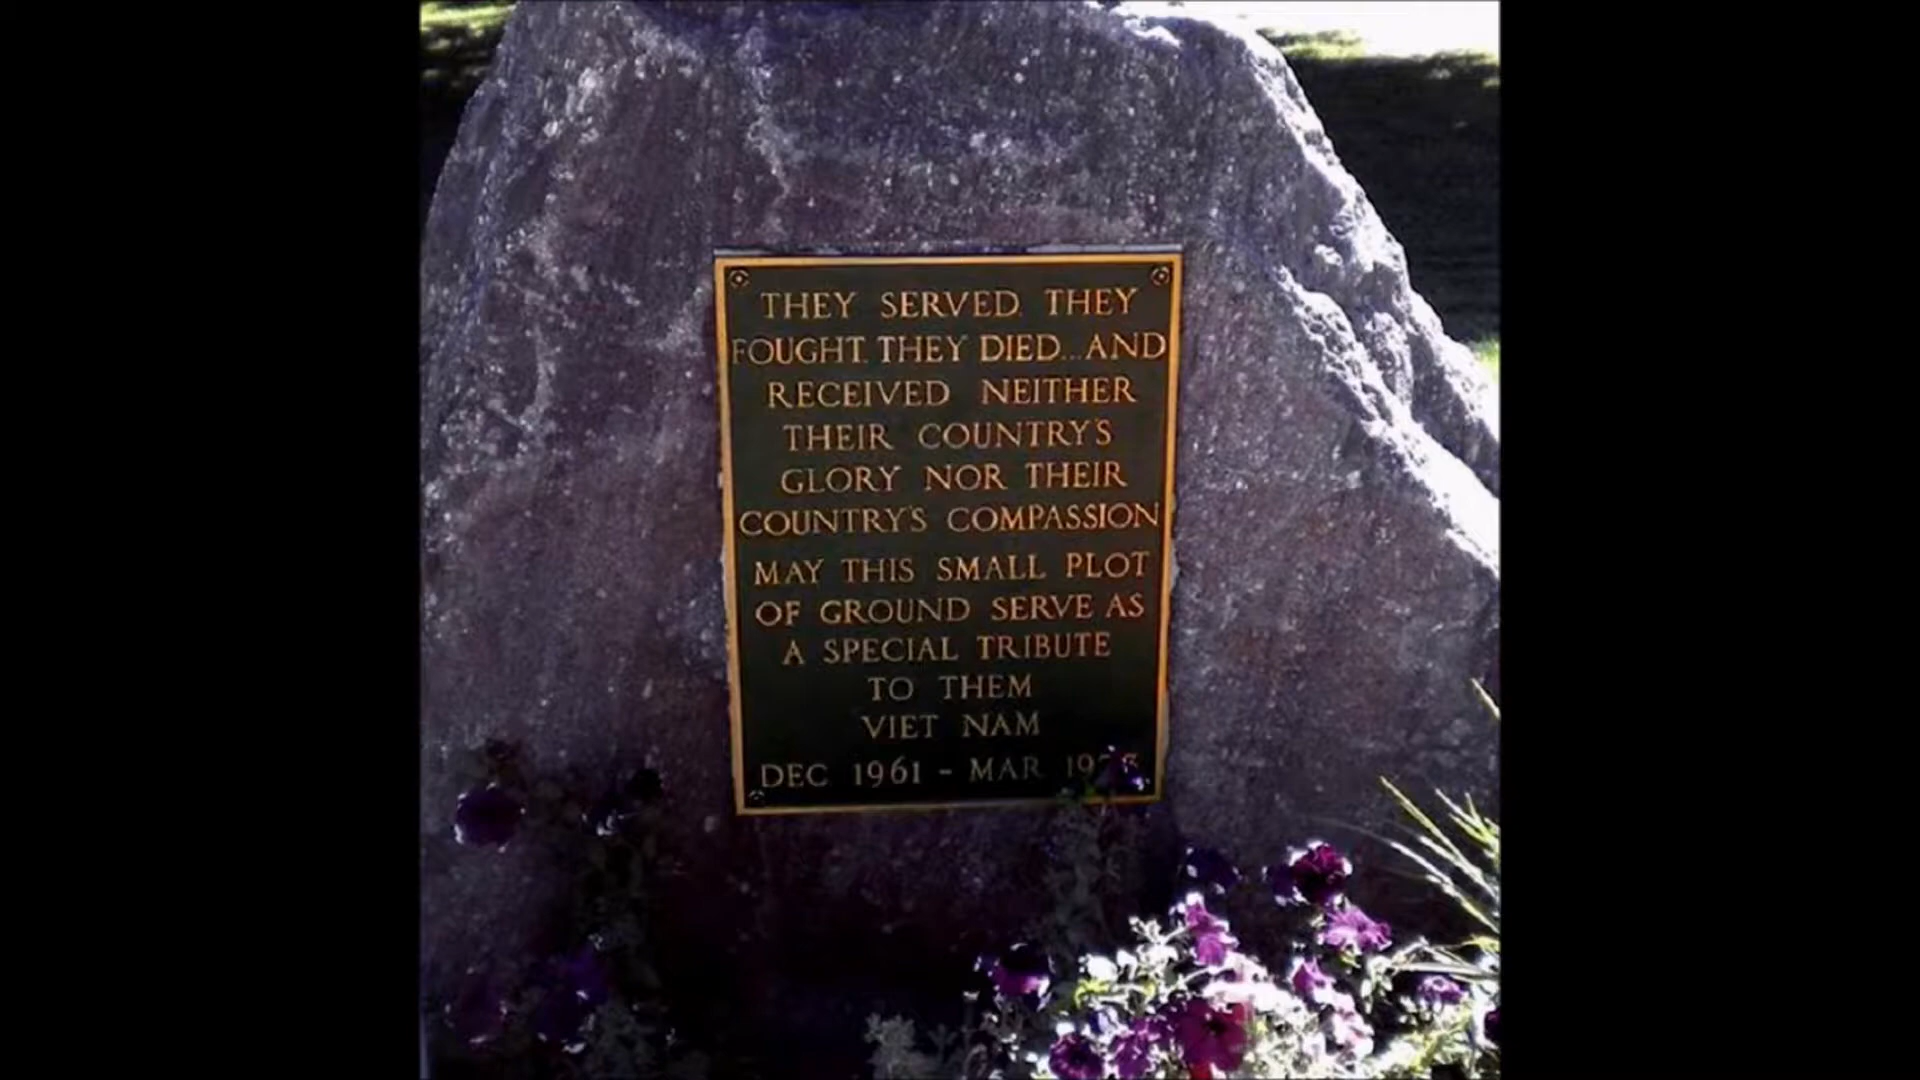 THEY SERVED. THEY
FOUGHT. THEY DIED...AND
RECEIVED NEITHER
THEIR COUNTRY'S
GLORY NOR THEIR
COUNTRY'S COMPASSION
MAY THIS SMALL PLOT
OF GROUND SERVE AS
A SPECIAL TRIBUTE
TO THEM
VIET NAM
DEC 1961 - MAR